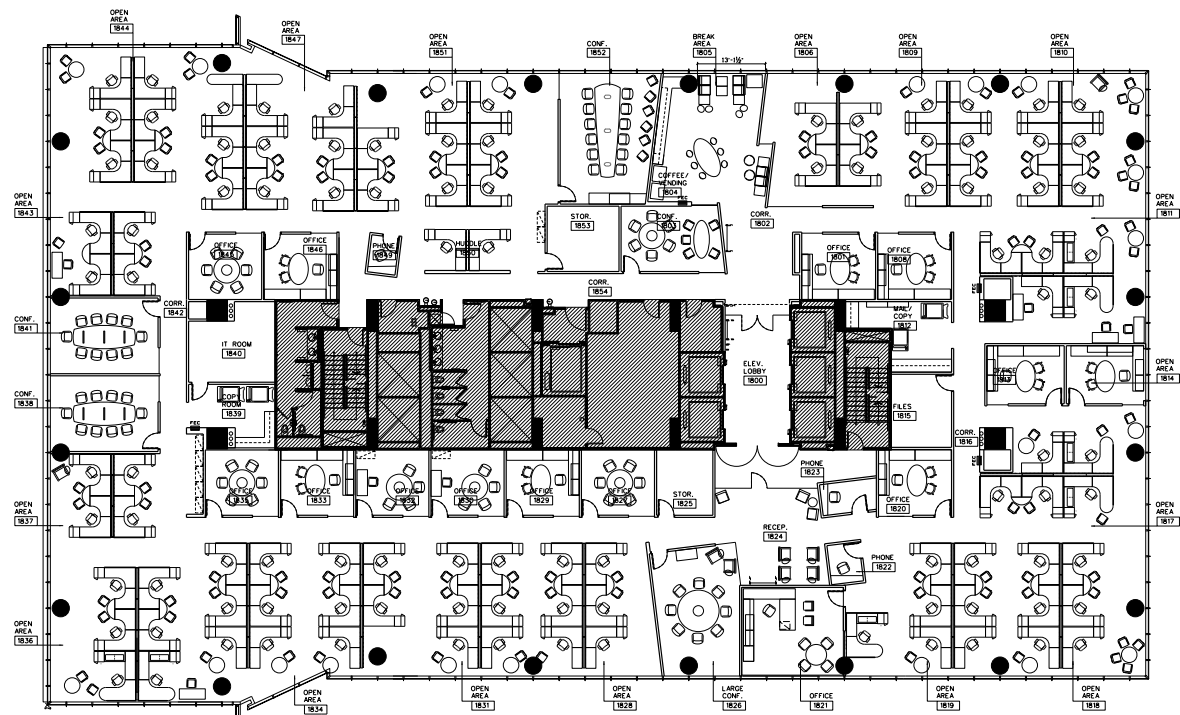 OPEN
AREA
1844
OPEN
AREA
1847
OPEN
AREA
1851
CONF.
1852
BREAK
AREA
1805
13'-1½"
OPEN
AREA
1806
OPEN
AREA
1809
OPEN
AREA
1810
COFFEE/
VENDING
1804
FEC
OPEN
AREA
1843
STOR.
1853
CONF.
1803
CORR.
1802
OPEN
AREA
1811
OFFICE
1845
OFFICE
1846
PHONE
1849
HUDDLE
1850
OFFICE
1801
OFFICE
1808
CORR.
1854
FEC
CORR.
1842
MAIL/
COPY
1812
CONF.
1841
IT ROOM
1840
ELEV.
LOBBY
1800
OFFICE
OPEN
AREA
1814
CONF.
1838
COPY
ROOM
1839
FILES
1815
FEC
CORR.
1816
FEC
PHONE
1823
OFFICE
1835
OFFICE
1833
OFFICE
1832
OFFICE
1830
OFFICE
1829
OFFICE
STOR.
1825
OFFICE
1820
OPEN
AREA
1837
RECEP.
1824
OPEN
AREA
1817
PHONE
1822
OPEN
AREA
1836
OPEN
AREA
1834
OPEN
AREA
1831
OPEN
AREA
1828
LARGE
CONF.
1826
OFFICE
1821
OPEN
AREA
1819
OPEN
AREA
1818